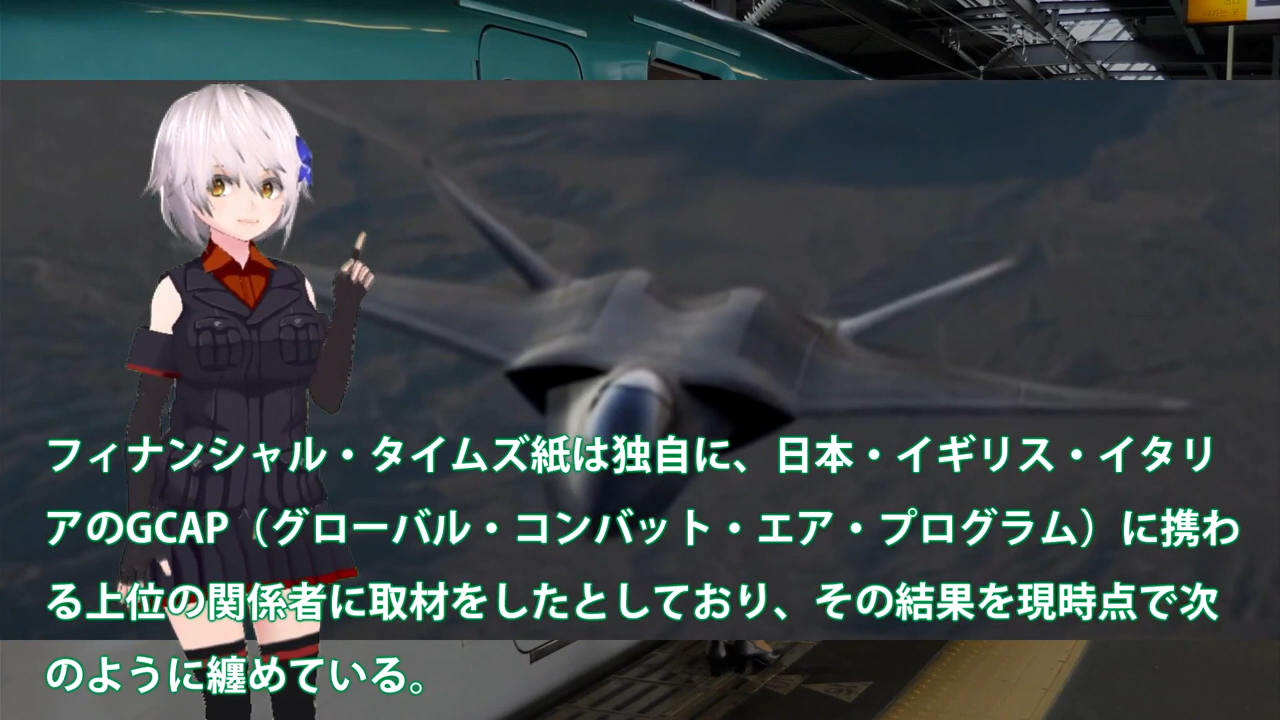 フィナンシャル・タイムズ紙は独自に、日本・イギリス・イタリ
アのGCAP（グローバル・コンバット・エア・プログラム）に携わ
る上位の関係者に取材をしたとしており、その結果を現時点で次
のように纏めている。